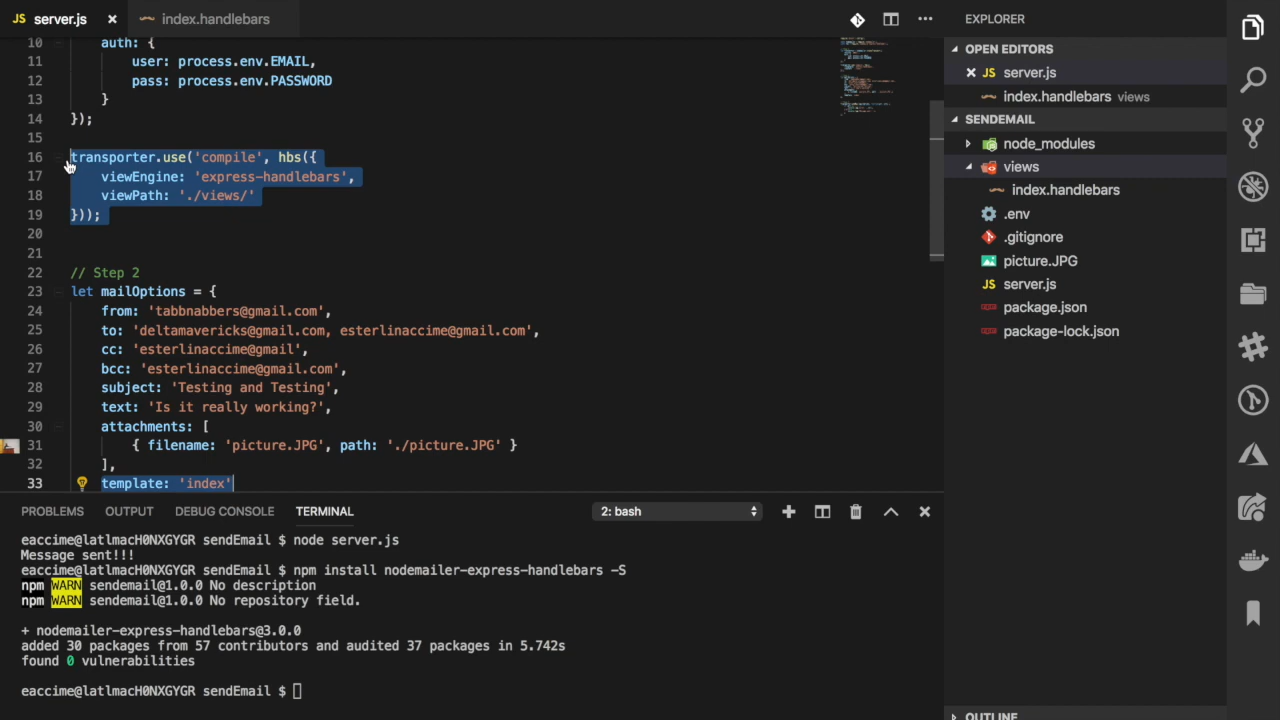 JS server.js × index.handlebars
10 auth: {
11 user: process.env.EMAIL,
12 pass: process.env.PASSWORD
13 }
14 });
15
16 transporter.use('compile', hbs({
17 viewEngine: 'express-handlebars',
18 viewPath: './views/'
19 }));
20
21
22 // Step 2
23 let mailOptions = {
24 from: 'tabbnabbers@gmail.com',
25 to: 'deltamavericks@gmail.com, esterlinaccime@gmail.com',
26 cc: 'esterlinaccime@gmail',
27 bcc: 'esterlinaccime@gmail.com',
28 subject: 'Testing and Testing',
29 text: 'Is it really working?',
30 attachments: [
31 { filename: 'picture.JPG', path: './picture.JPG' }
32 ],
33 template: 'index'
PROBLEMS OUTPUT DEBUG CONSOLE TERMINAL 2: bash
eaccime@latlmacH0NXGYGR sendEmail $ node server.js
Message sent!!!
eaccime@latlmacH0NXGYGR sendEmail $ npm install nodemailer-express-handlebars -S
npm WARN sendemail@1.0.0 No description
npm WARN sendemail@1.0.0 No repository field.
+ nodemailer-express-handlebars@3.0.0
added 30 packages from 57 contributors and audited 37 packages in 5.742s
found 0 vulnerabilities
eaccime@latlmacH0NXGYGR sendEmail $
EXPLORER
OPEN EDITORS
× JS server.js
index.handlebars views
SENDEMAIL
node_modules
views
index.handlebars
.env
.gitignore
picture.JPG
JS server.js
package.json
package-lock.json
OUTLINE